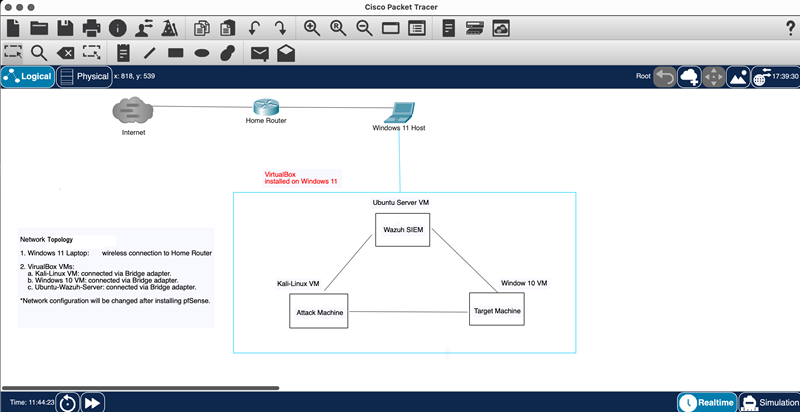 Cisco Packet Tracer
?
Logical
Physical
x: 818, y: 539
Root
17:39:30
Internet
Home Router
Windows 11 Host
VirtualBox
installed on Windows 11
Ubuntu Server VM
Wazuh SIEM
Kali-Linux VM
Window 10 VM
Attack Machine
Target Machine
Network Topology
1. Windows 11 Laptop: wireless connection to Home Router
2. VirualBox VMs:
a. Kali-Linux VM: connected via Bridge adapter.
b. Windows 10 VM: connected via Bridge adapter.
c. Ubuntu-Wazuh-Server: connected via Bridge adapter.
*Network configuration will be changed after installing pfSense.
Time: 11:44:23
Realtime
Simulation